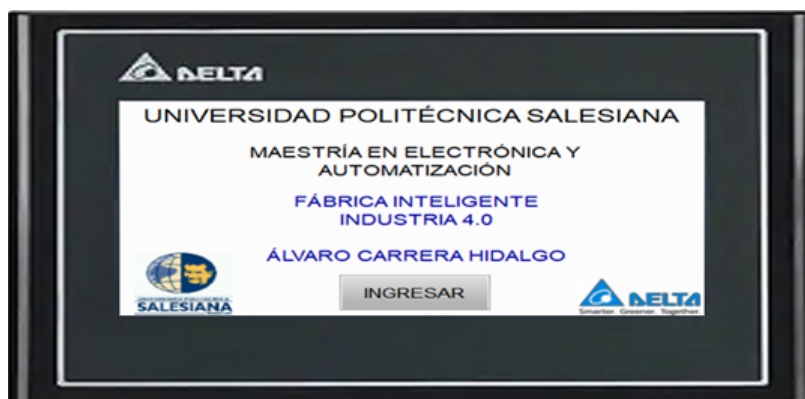 DELTA
UNIVERSIDAD POLITÉCNICA SALESIANA
MAESTRÍA EN ELECTRÓNICA Y
AUTOMATIZACIÓN
FÁBRICA INTELIGENTE
INDUSTRIA 4.0
ÁLVARO CARRERA HIDALGO
INGRESAR
SALESIANA
DELTA
Smarter. Greener. Together.